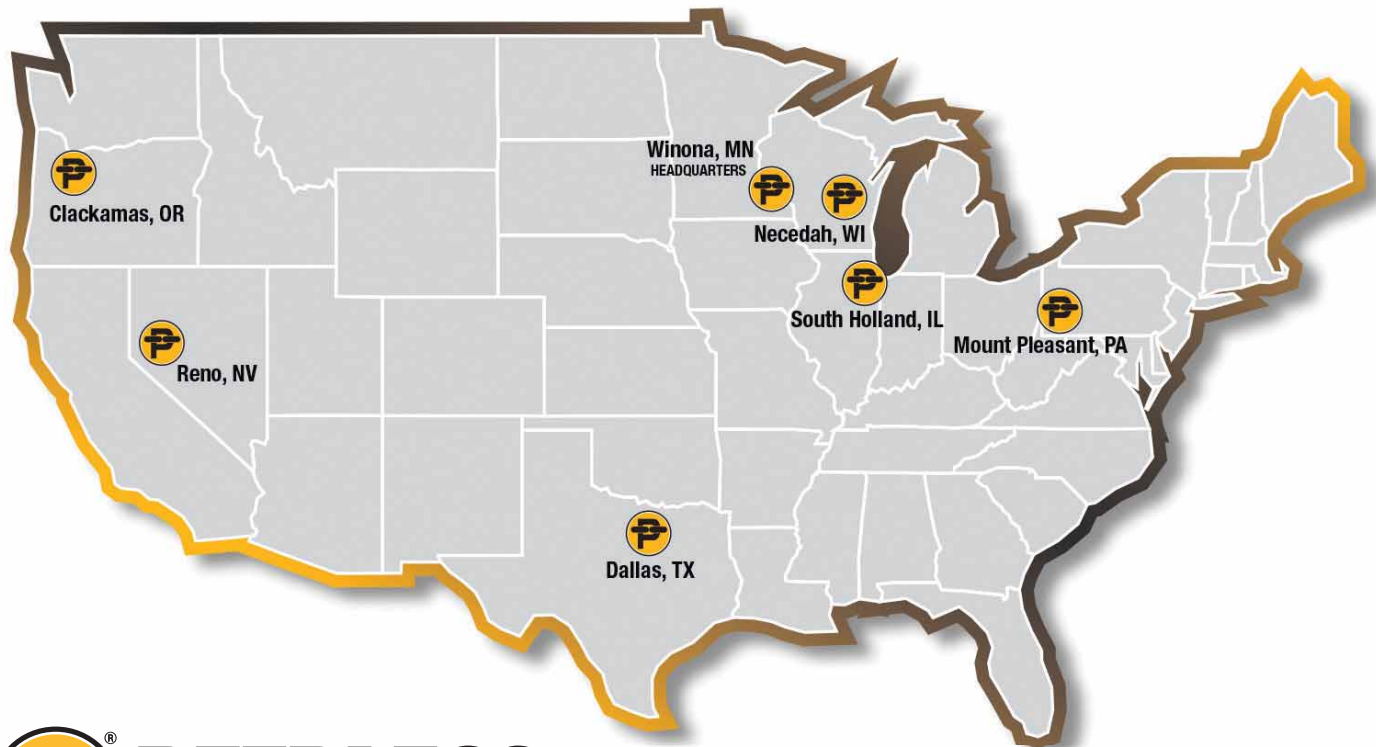 Winona, MN
HEADQUARTERS
Clackamas, OR
Necedah, WI
South Holland, IL
Mount Pleasant, PA
Reno, NV
Dallas, TX
®